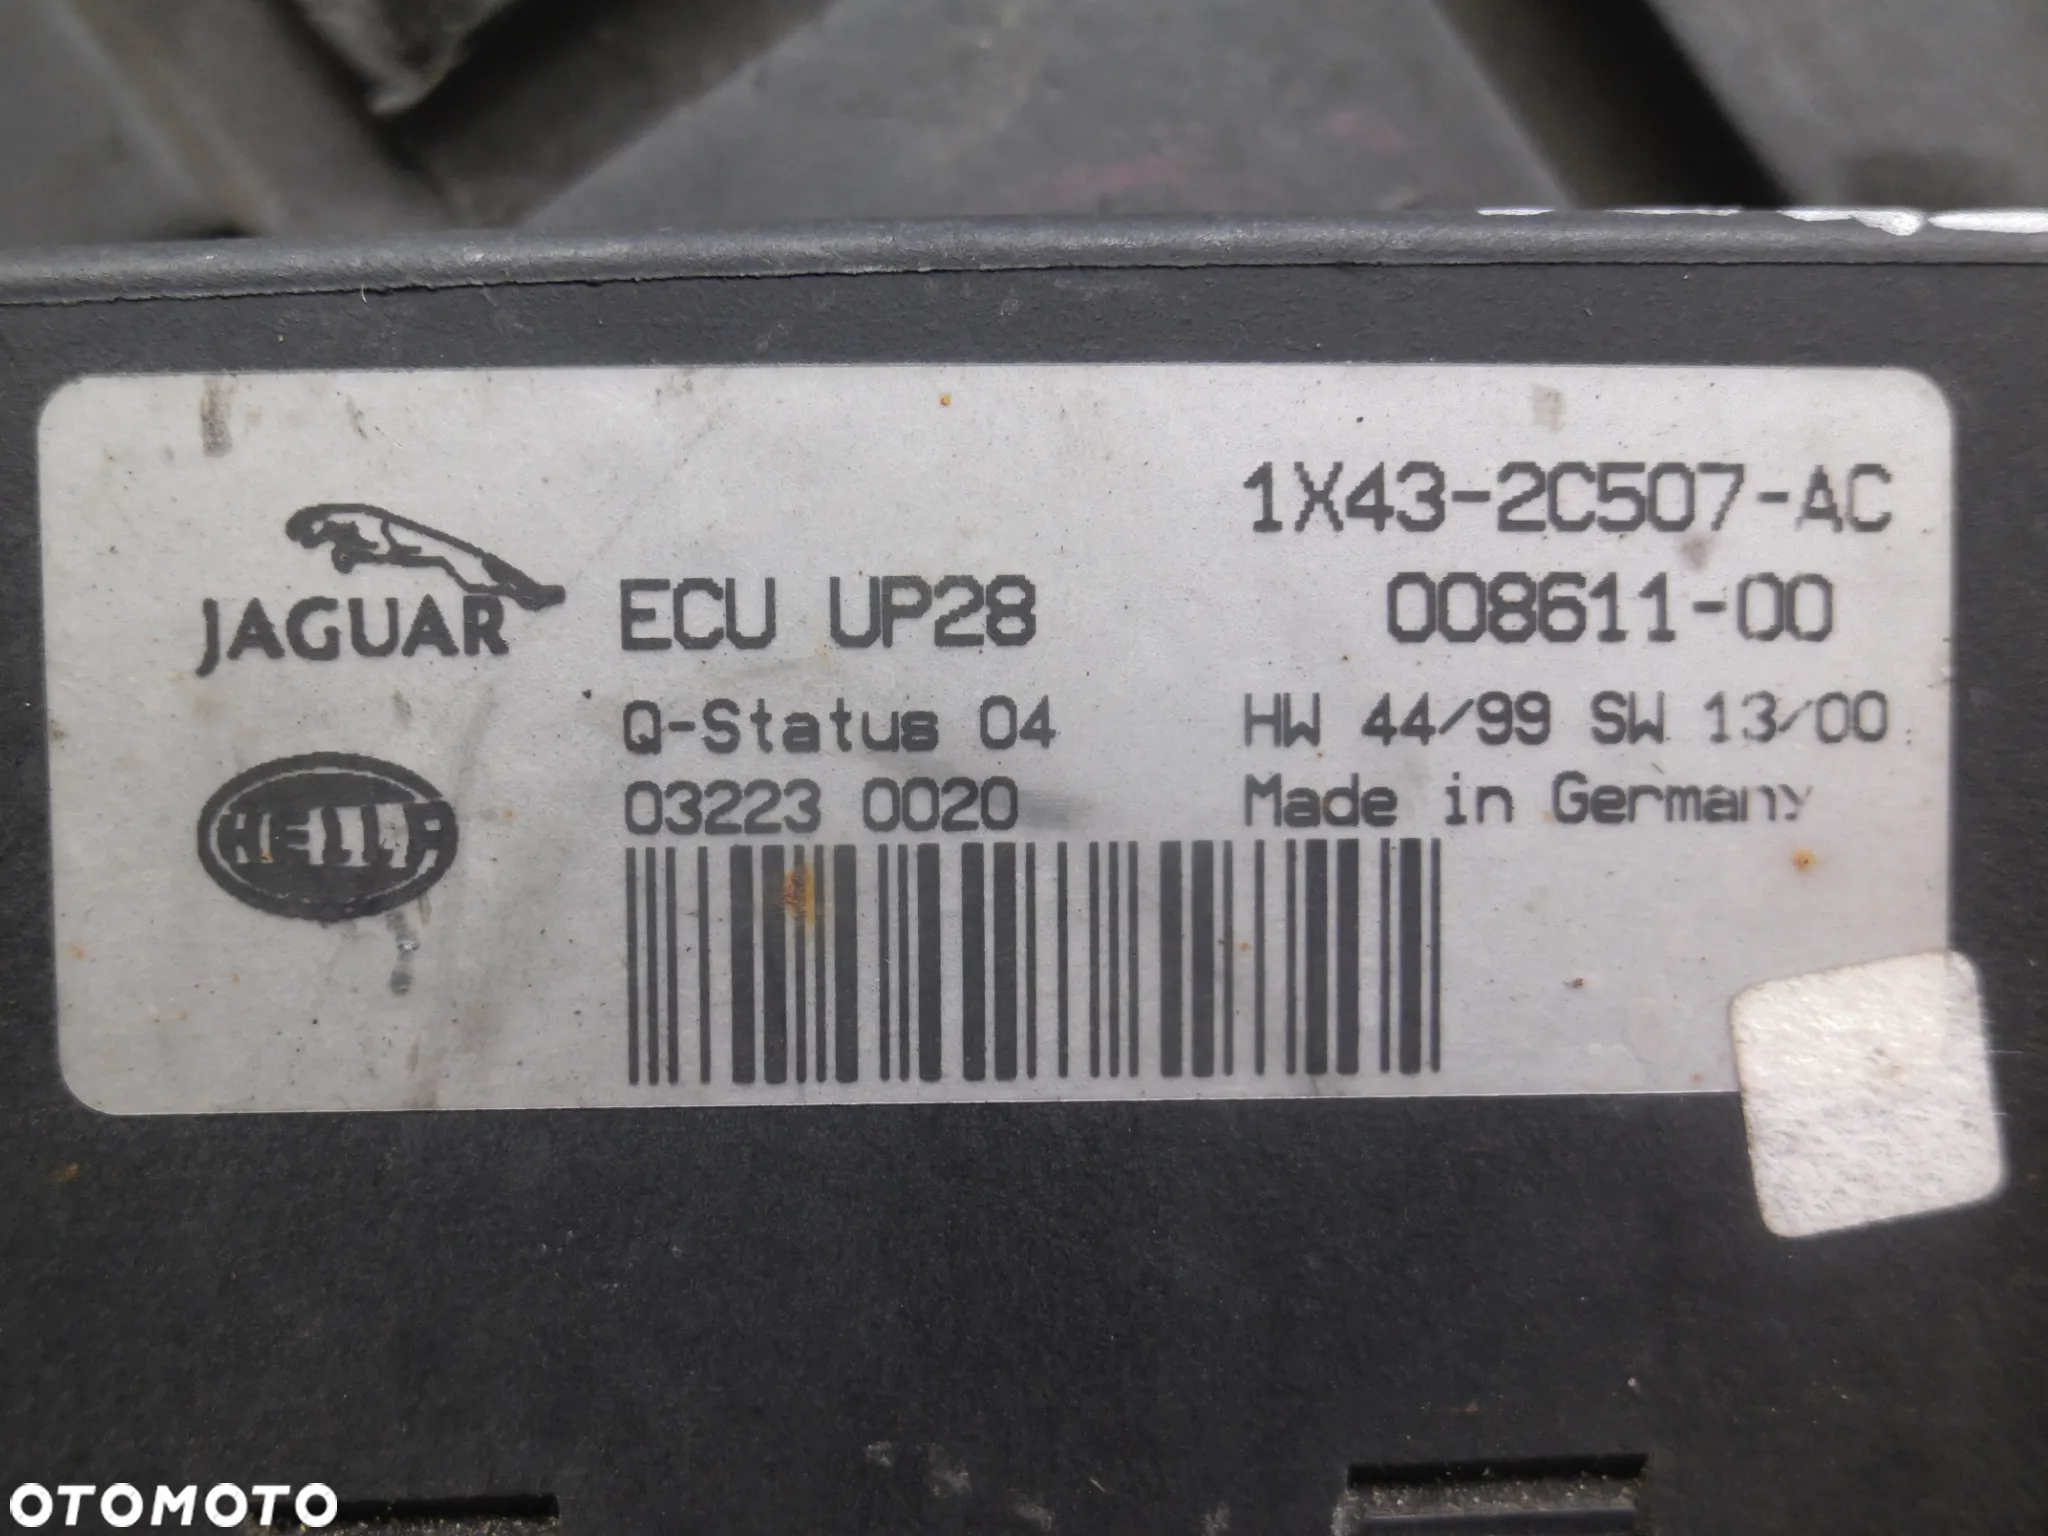 1X43-2C507-AC
JAGUAR ECU UP28 008611-00
Q-Status 04 HW 44/99 SW 13/00
HELLA 03223 0020 Made in Germany
OTOMOTO